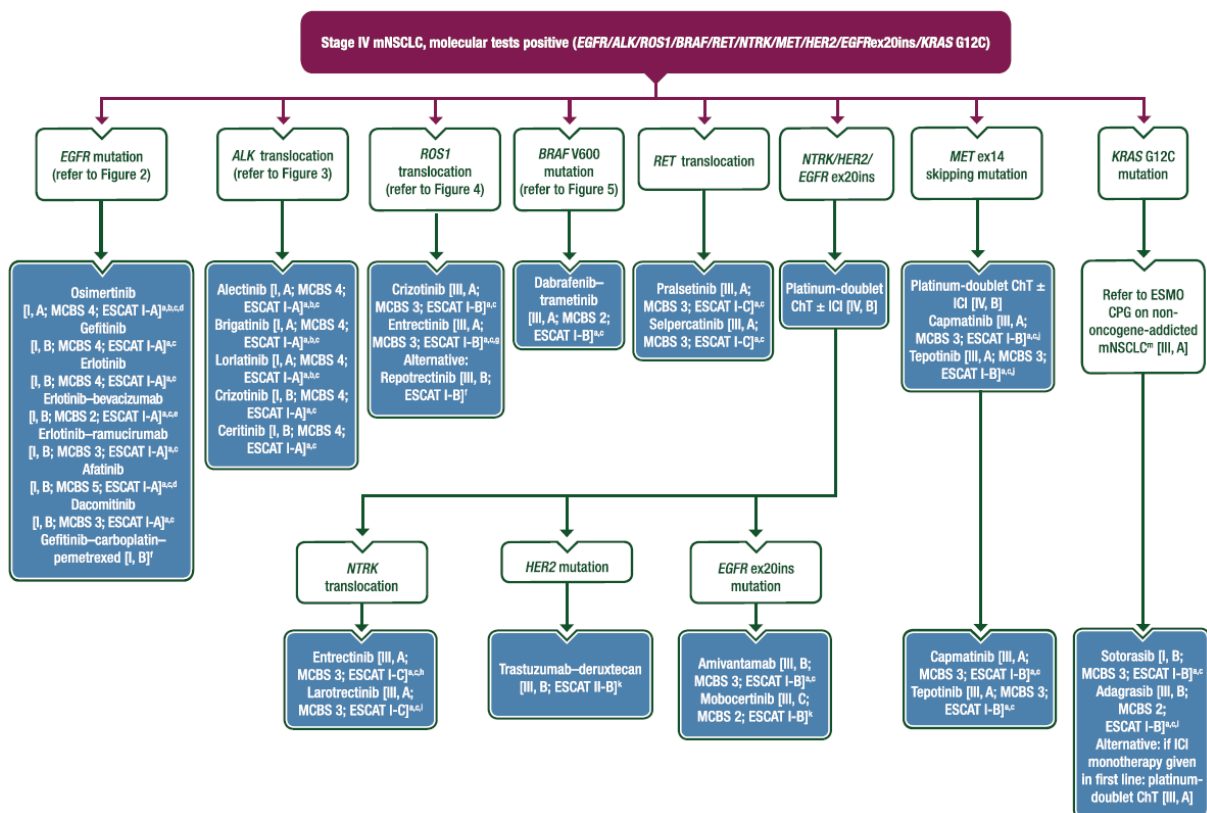 Stage IV mNSCLC, molecular tests positive (EGFR/ALK/ROS1/BRAF/RET/NTRK/MET/HER2/EGFRex20ins/KRAS G12C)
EGFR mutation
(refer to Figure 2)
ALK translocation
(refer to Figure 3)
ROS1
translocation
(refer to Figure 4)
BRAF V600
mutation
(refer to Figure 5)
RET translocation
NTRK/HER2/
EGFR ex20ins
MET ex14
skipping mutation
KRAS G12C
mutation
Osimertinib
[I, A; MCBS 4; ESCAT I-A]a,b,c,d
Gefitinib
[I, B; MCBS 4; ESCAT I-A]a,c
Erlotinib
[I, B; MCBS 4; ESCAT I-A]a,c
Erlotinib–bevacizumab
[I, B; MCBS 2; ESCAT I-A]a,c,e
Erlotinib–ramucirumab
[I, B; MCBS 3; ESCAT I-A]a,c
Afatinib
[I, B; MCBS 5; ESCAT I-A]a,c,d
Dacomitinib
[I, B; MCBS 3; ESCAT I-A]a,c
Gefitinib–carboplatin–
pemetrexed [I, B]f
Alectinib [I, A; MCBS 4;
ESCAT I-A]a,b,c
Brigatinib [I, A; MCBS 4;
ESCAT I-A]a,b,c
Lorlatinib [I, A; MCBS 4;
ESCAT I-A]a,b,c
Crizotinib [I, B; MCBS 4;
ESCAT I-A]a,c
Ceritinib [I, B; MCBS 4;
ESCAT I-A]a,c
Crizotinib [III, A;
MCBS 3; ESCAT I-B]a,c
Entrectinib [III, A;
MCBS 3; ESCAT I-B]a,c,g
Alternative:
Repotrectinib [III, B;
ESCAT I-B]f
Dabrafenib–
trametinib
[III, A; MCBS 2;
ESCAT I-B]a,c
Pralsetinib [III, A;
MCBS 3; ESCAT I-C]a,c
Selpercatinib [III, A;
MCBS 3; ESCAT I-C]a,c
Platinum-doublet
ChT ± ICI [IV, B]
Platinum-doublet ChT ±
ICI [IV, B]
Capmatinib [III, A;
MCBS 3; ESCAT I-B]a,c,j
Tepotinib [III, A; MCBS 3;
ESCAT I-B]a,c,j
Refer to ESMO
CPG on non-
oncogene-addicted
mNSCLCm [III, A]
NTRK
translocation
HER2 mutation
EGFR ex20ins
mutation
Entrectinib [III, A;
MCBS 3; ESCAT I-C]a,c,h
Larotrectinib [III, A;
MCBS 3; ESCAT I-C]a,c,i
Trastuzumab–deruxtecan
[III, B; ESCAT II-B]k
Amivantamab [III, B;
MCBS 3; ESCAT I-B]a,c
Mobocertinib [III, C;
MCBS 2; ESCAT I-B]k
Capmatinib [III, A;
MCBS 3; ESCAT I-B]a,c
Tepotinib [III, A; MCBS 3;
ESCAT I-B]a,c
Sotorasib [I, B;
MCBS 3; ESCAT I-B]a,c
Adagrasib [III, B;
MCBS 2;
ESCAT I-B]a,c,l
Alternative: if ICI
monotherapy given
in first line: platinum-
doublet ChT [III, A]